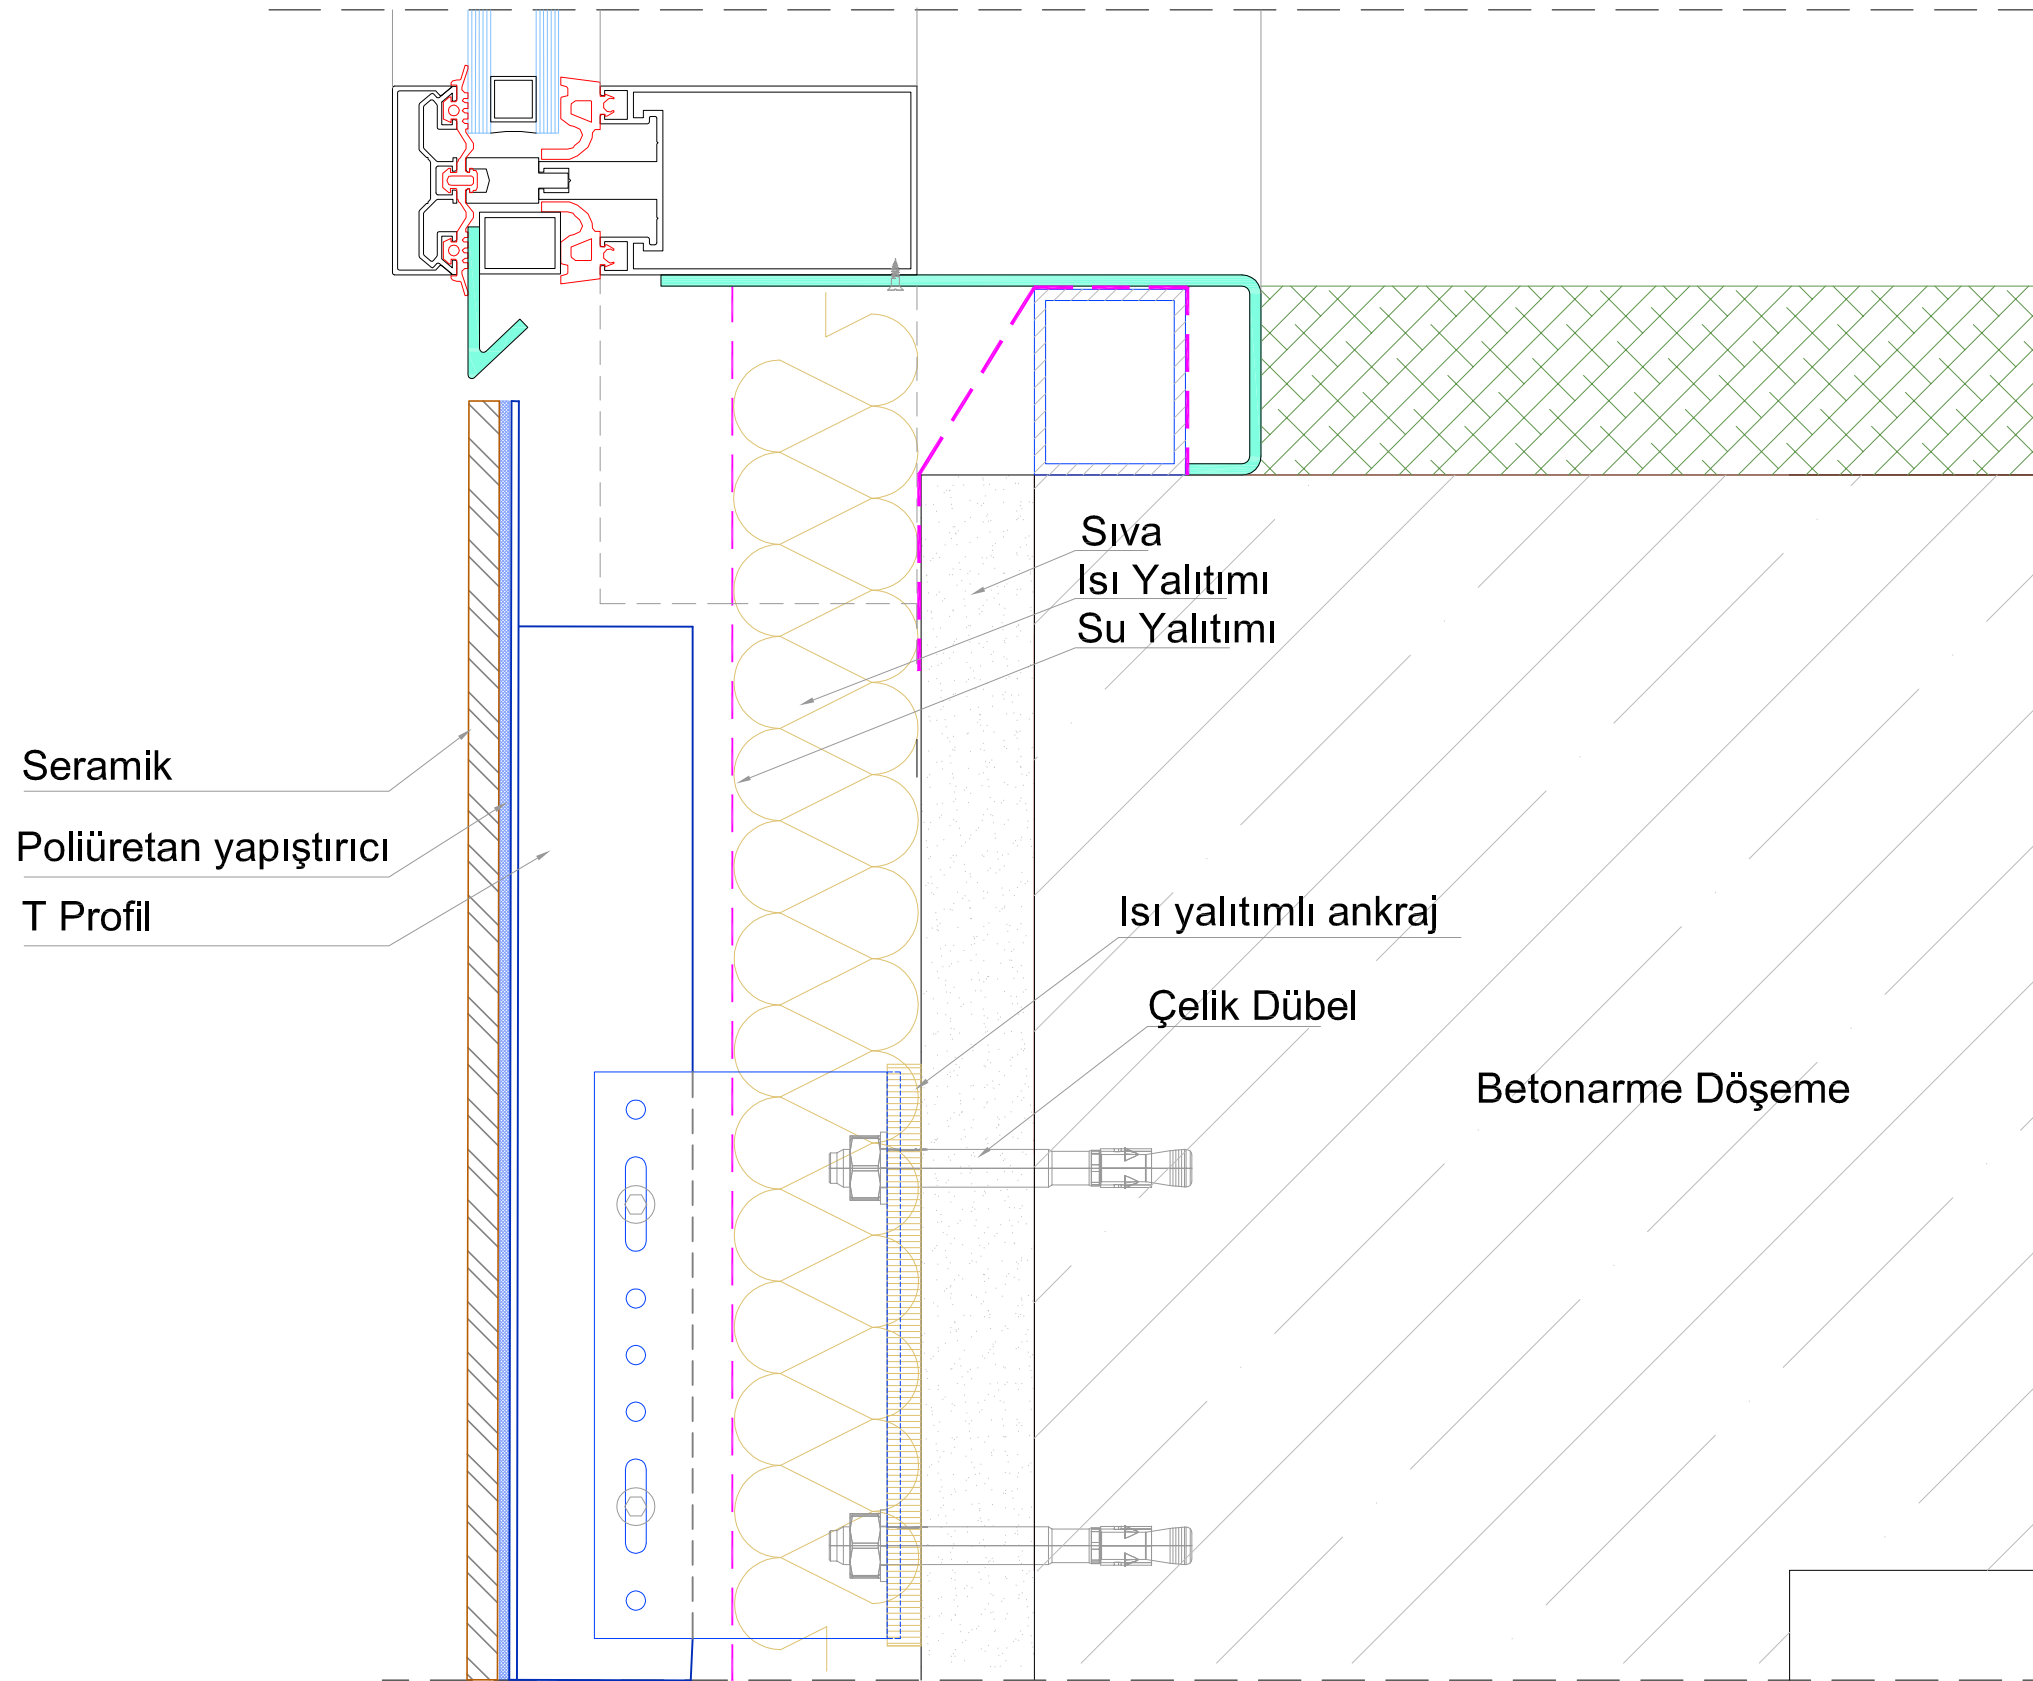 Sıva
Isı Yalıtımı
Su Yalıtımı
Seramik
Poliüretan yapıştırıcı
T Profil
Isı yalıtımlı ankraj
Çelik Dübel
Betonarme Döşeme